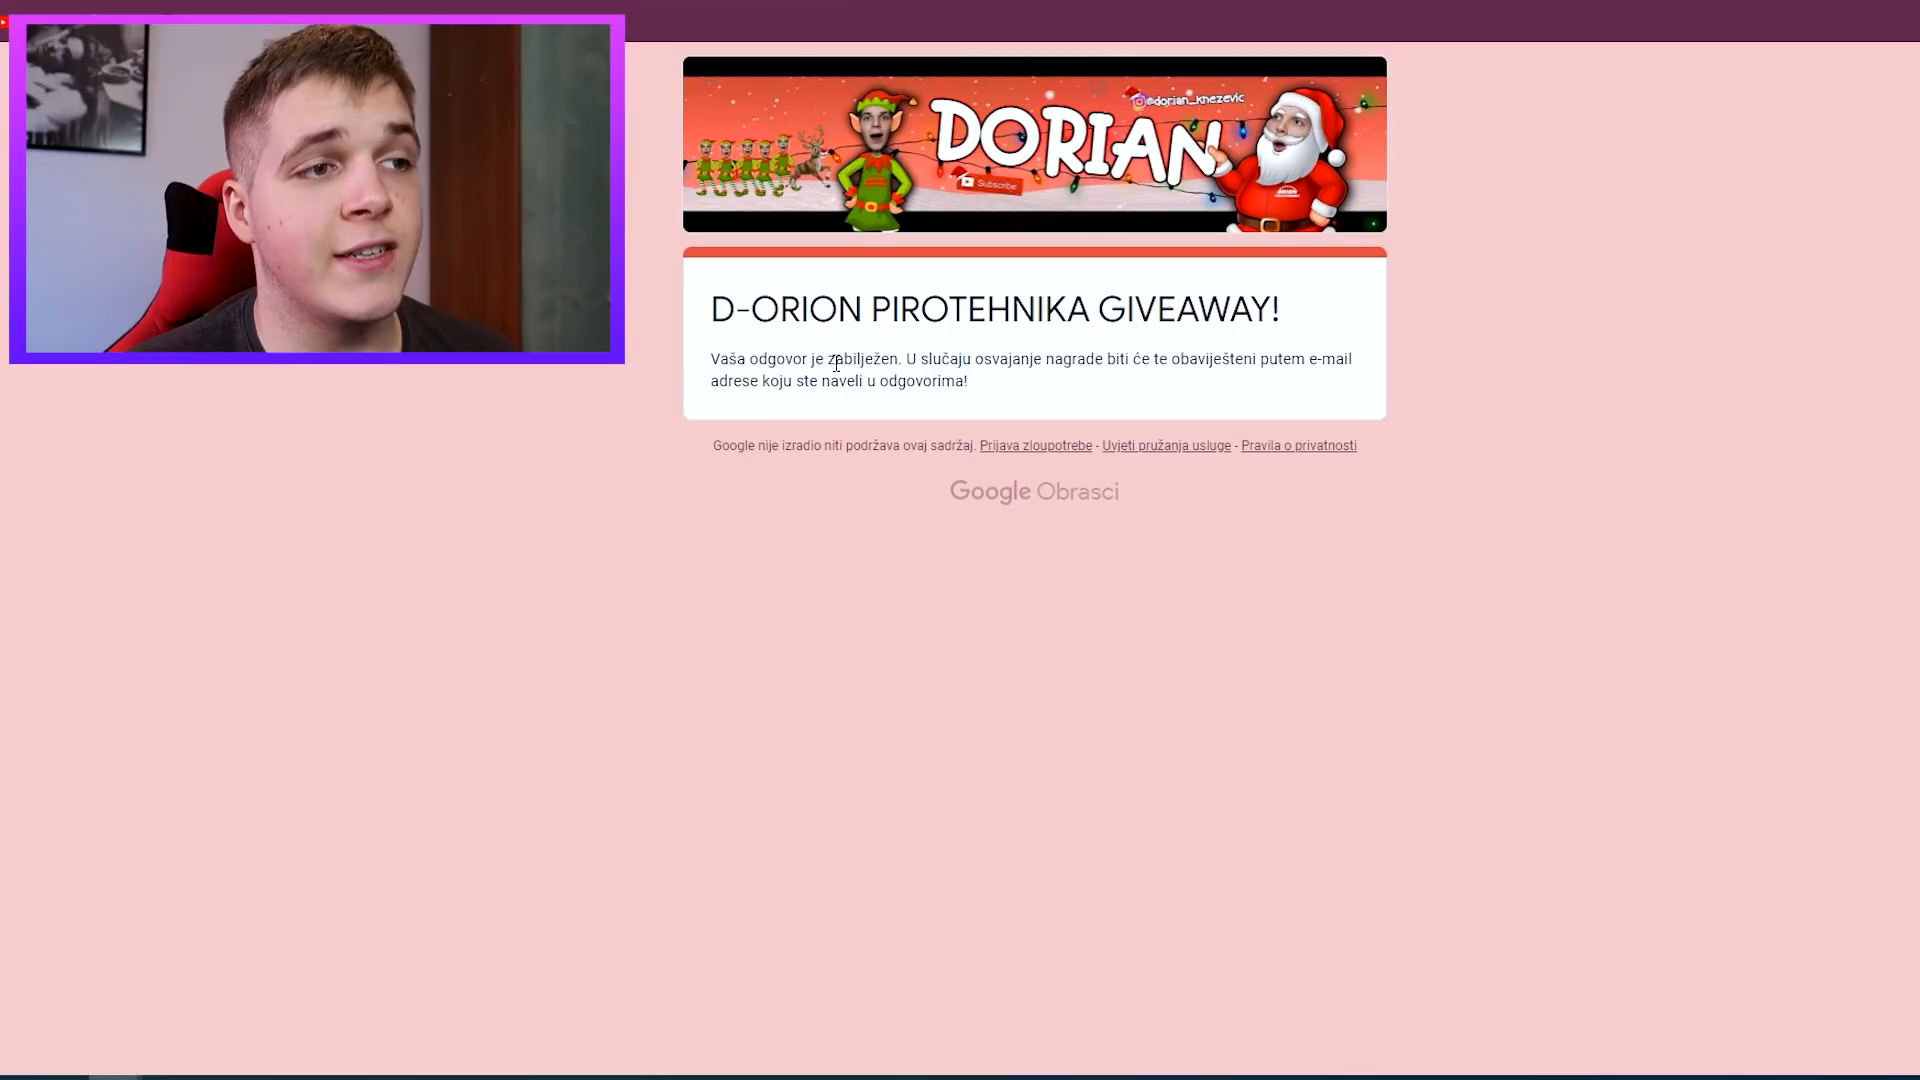 @dorian_knezevic
DORIAN
Subscribe
D-ORION PIROTEHNIKA GIVEAWAY!
Vaša odgovor je zabilježen. U slučaju osvajanje nagrade biti će te obaviješteni putem e-mail
adrese koju ste naveli u odgovorima!
Google nije izradio niti podržava ovaj sadržaj. Prijava zloupotrebe - Uvjeti pružanja usluge - Pravila o privatnosti
Google Obrasci